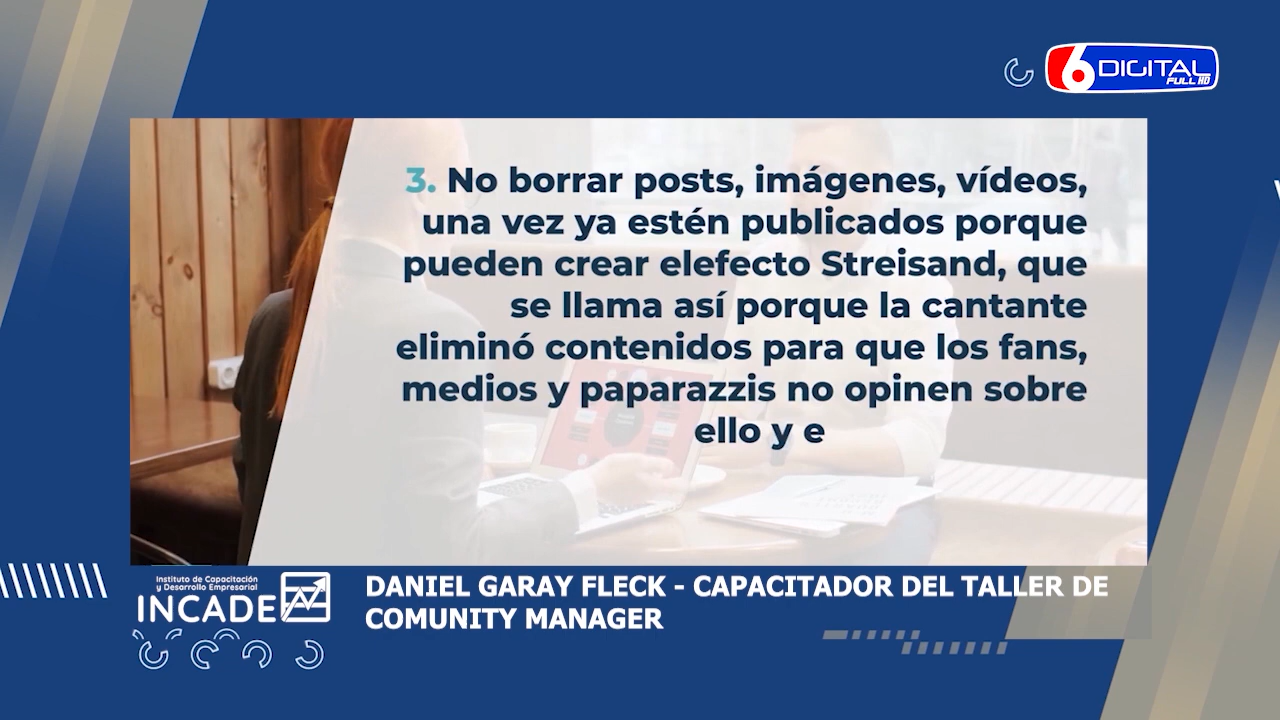 6 DIGITAL
FULL HD
3. No borrar posts, imágenes, vídeos,
una vez ya estén publicados porque
pueden crear elefecto Streisand, que
se llama así porque la cantante
eliminó contenidos para que los fans,
medios y paparazzis no opinen sobre
ello y e
Instituto de Capacitación
y Desarrollo Empresarial
INCADE
DANIEL GARAY FLECK - CAPACITADOR DEL TALLER DE
COMUNITY MANAGER